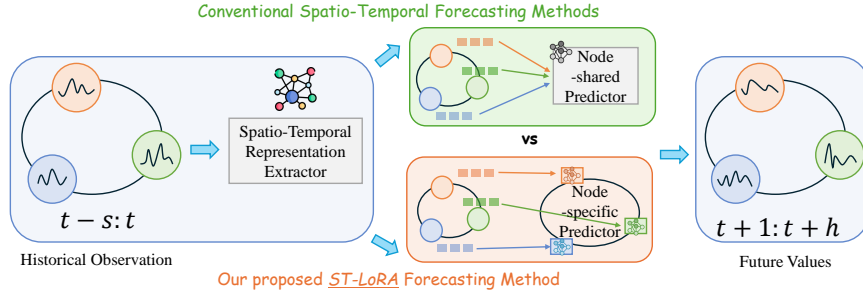 Conventional Spatio-Temporal Forecasting Methods
Spatio-Temporal
Representation
Extractor
t − s: t
Historical Observation
Node
-shared
Predictor
vs
Node
-specific
Predictor
Our proposed ST-LoRA Forecasting Method
t + 1: t + h
Future Values